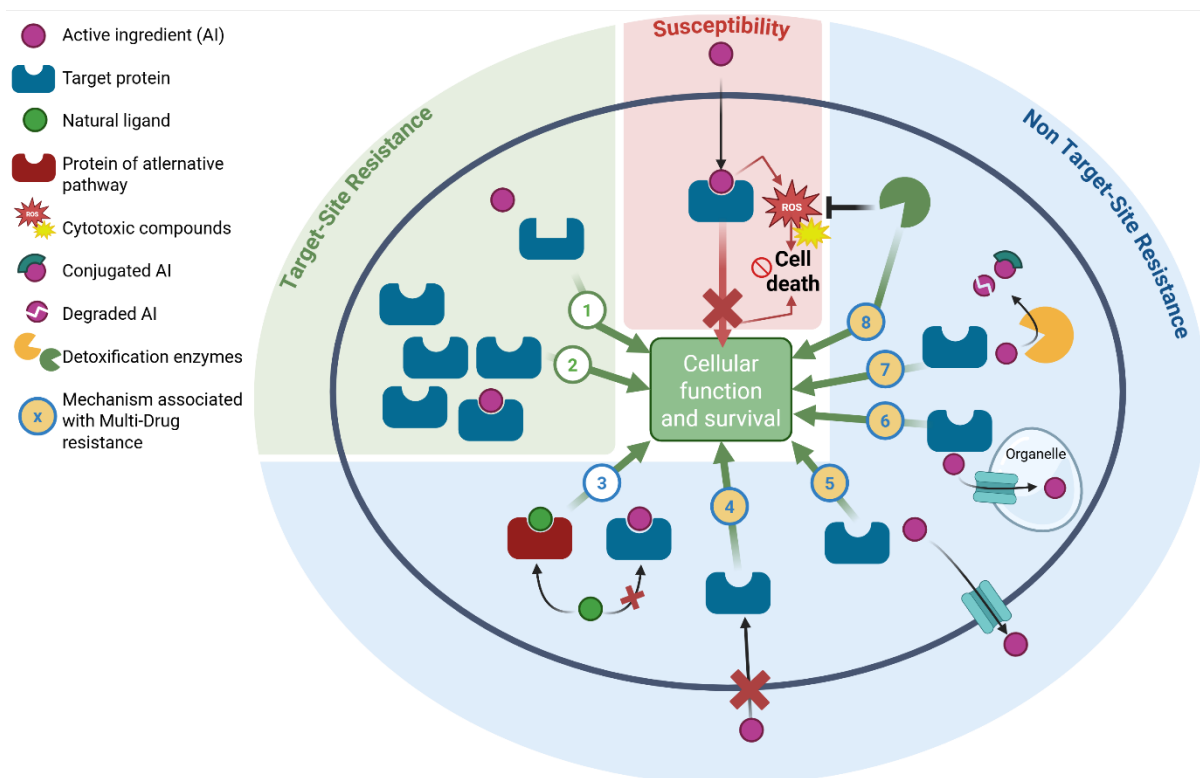 Active ingredient (AI)
Target protein
Natural ligand
Protein of atlernative
pathway
ROS
Cytotoxic compounds
Conjugated AI
Degraded AI
Detoxification enzymes
x
Mechanism associated
with Multi-Drug
resistance
Susceptibility
Target-Site Resistance
Non Target-Site Resistance
ROS
Cell
death
1
2
3
4
5
6
7
8
Cellular
function
and survival
Organelle